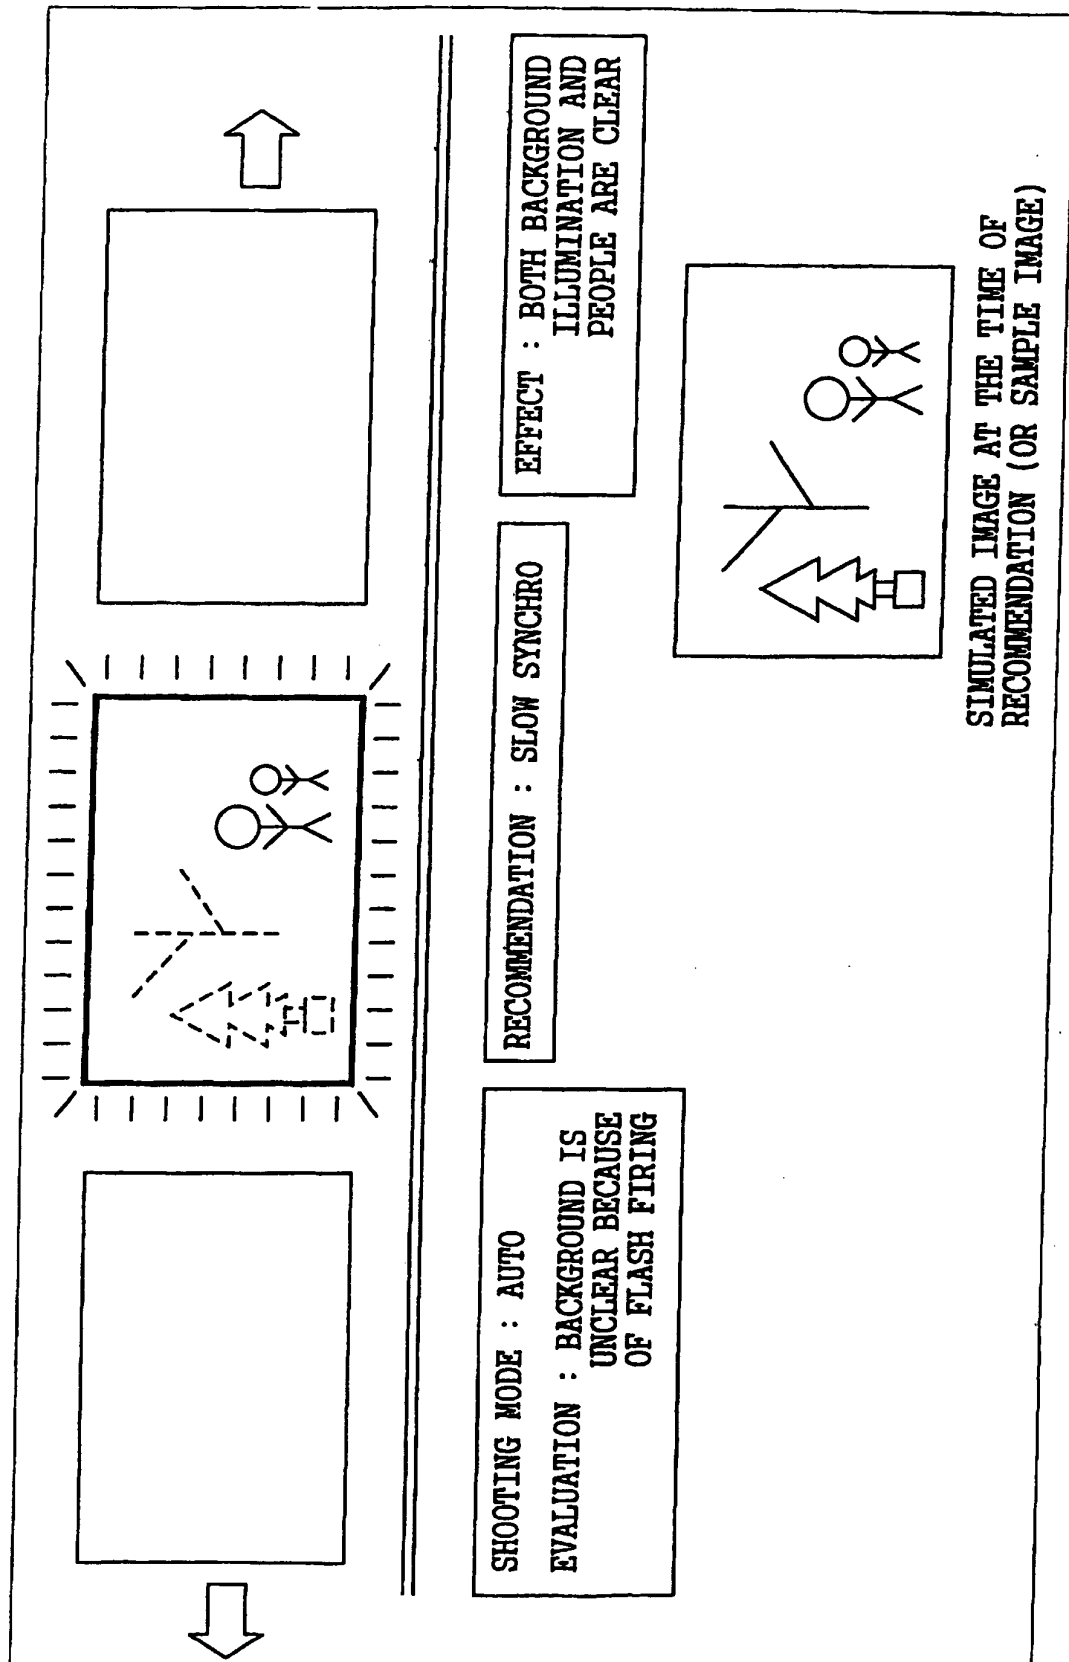 SHOOTING MODE : AUTO
EVALUATION : BACKGROUND IS
UNCLEAR BECAUSE
OF FLASH FIRING
RECOMMENDATION : SLOW SYNCHRO
EFFECT : BOTH BACKGROUND
ILLUMINATION AND
PEOPLE ARE CLEAR
SIMULATED IMAGE AT THE TIME OF
RECOMMENDATION (OR SAMPLE IMAGE)